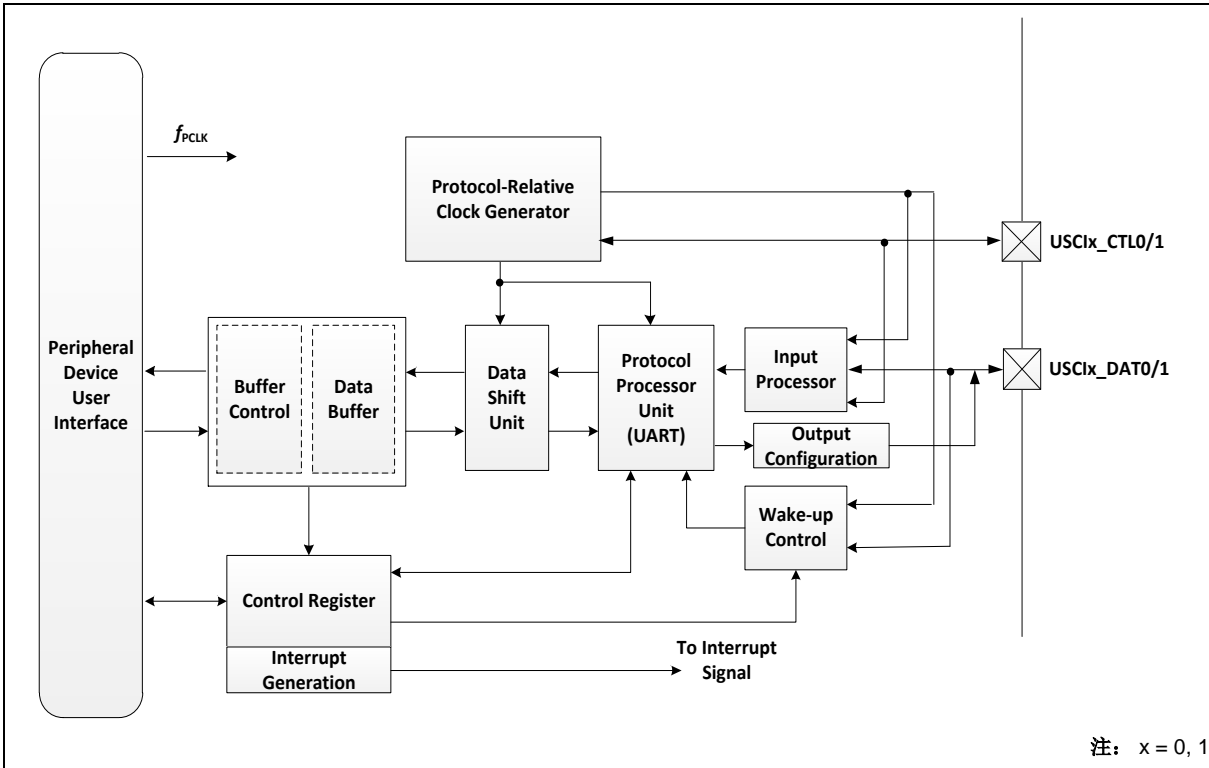 fPCLK
Protocol-Relative
Clock Generator
USCIx_CTL0/1
Peripheral
Device
User
Interface
Buffer
Control
Data
Buffer
Data
Shift
Unit
Protocol
Processor
Unit
(UART)
Input
Processor
USCIx_DAT0/1
Output
Configuration
Wake-up
Control
Control Register
Interrupt
Generation
To Interrupt
Signal
注： x = 0, 1